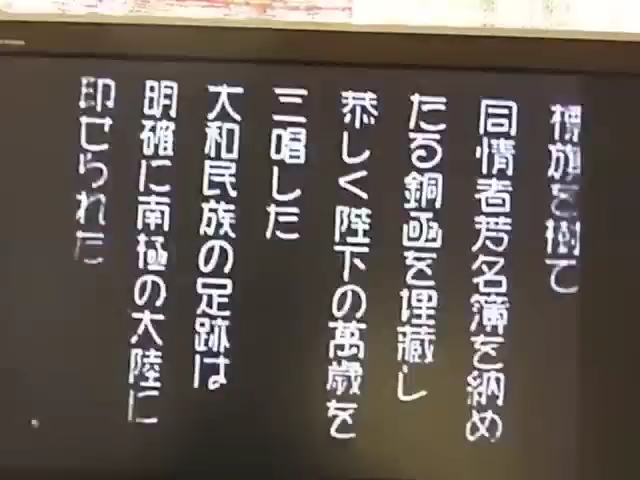 標旗を樹て
同情者芳名簿を納め
たる銅函を埋蔵し
恭しく陛下の萬歳を
三唱した
大和民族の足跡は
明確に南極の大陸に
印せられた